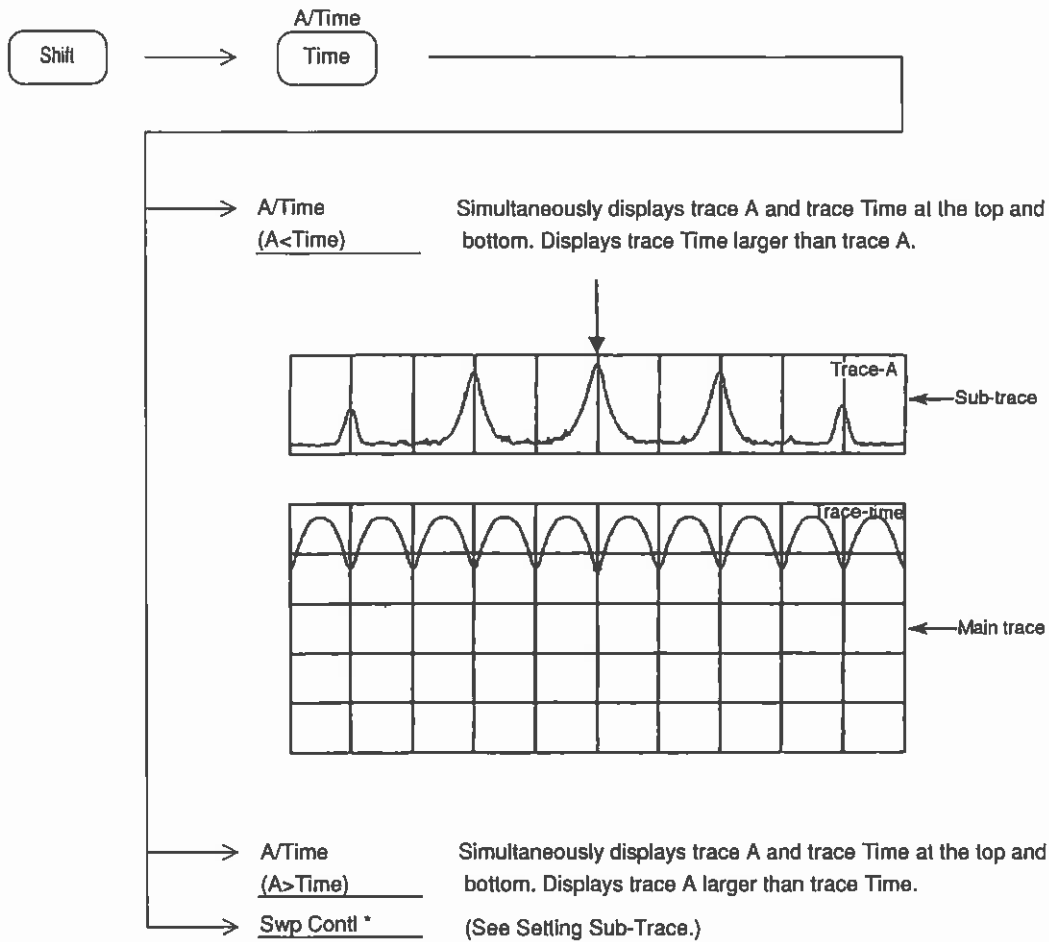 A/Time
Shift
Time
A/Time
(A<Time)
Simultaneously displays trace A and trace Time at the top and
bottom. Displays trace Time larger than trace A.
Trace-A
Sub-trace
Trace-time
Main trace
A/Time
(A>Time)
Simultaneously displays trace A and trace Time at the top and
bottom. Displays trace A larger than trace Time.
Swp Contl *
(See Setting Sub-Trace.)